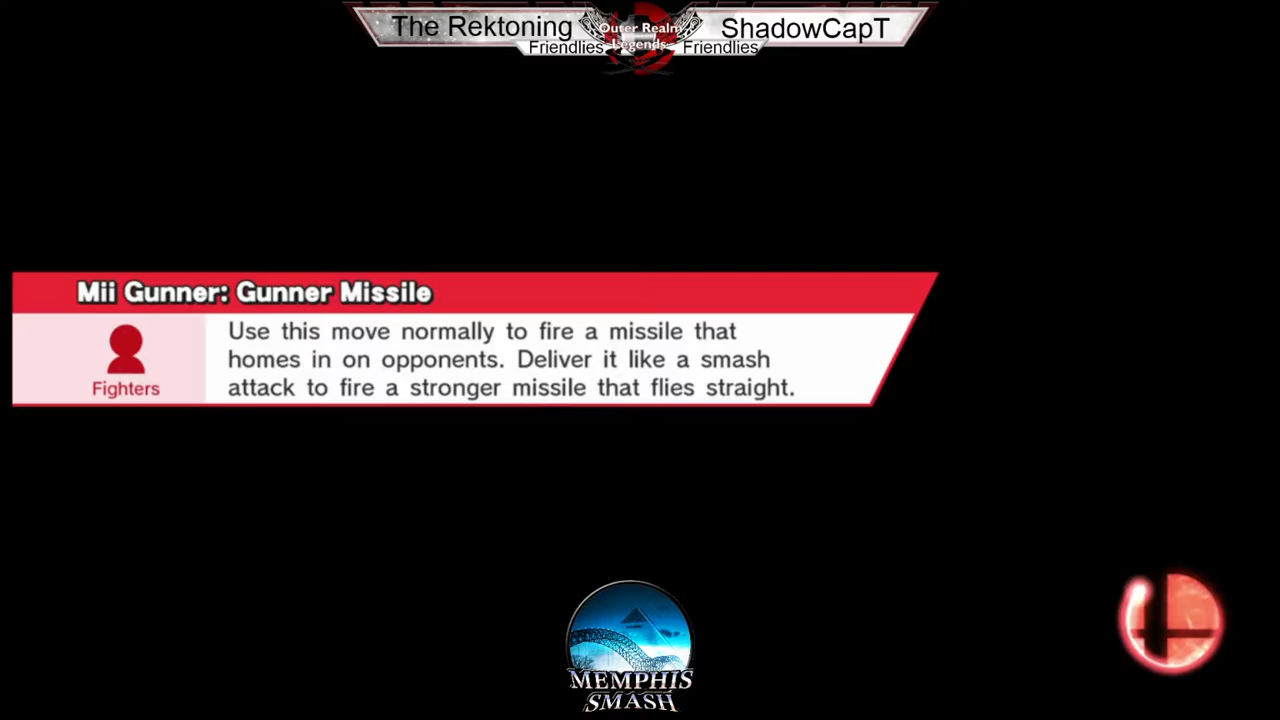 The Rektoning
Outer Realm
ShadowCapT
Friendlies
Legends
Friendlies
Mii Gunner: Gunner Missile
Use this move normally to fire a missile that
homes in on opponents. Deliver it like a smash
attack to fire a stronger missile that flies straight.
Fighters
MEMPHIS
SMASH